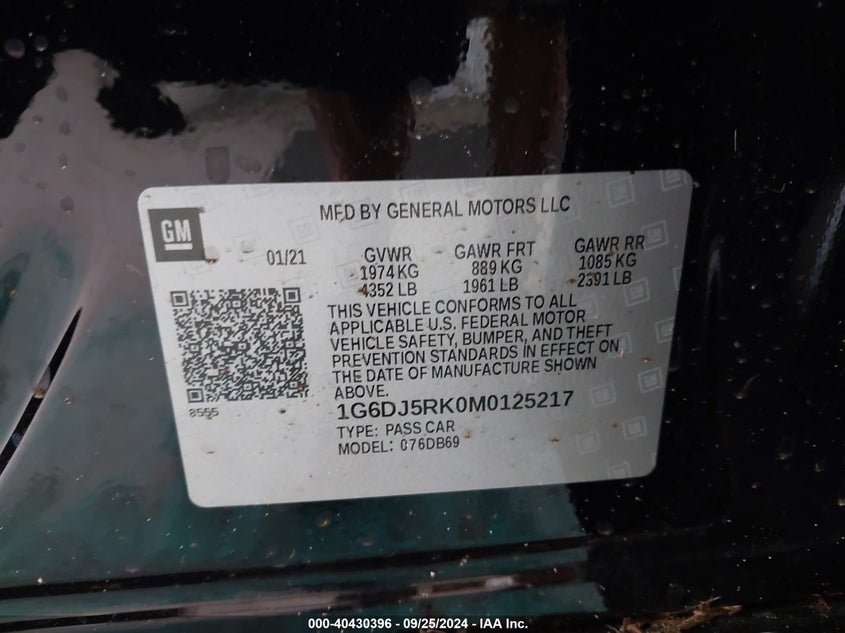 GM
MFD BY GENERAL MOTORS LLC
01/21
GVWR GAWR FRT GAWR RR
1974 KG 889 KG 1085 KG
4352 LB 1961 LB 2391 LB
THIS VEHICLE CONFORMS TO ALL
APPLICABLE U.S. FEDERAL MOTOR
VEHICLE SAFETY, BUMPER, AND THEFT
PREVENTION STANDARDS IN EFFECT ON
THE DATE OF MANUFACTURE SHOWN
ABOVE.
8555
1G6DJ5RK0M0125217
TYPE: PASS CAR
MODEL: 076DB69
000-40430396 - 09/25/2024 - IAA Inc.